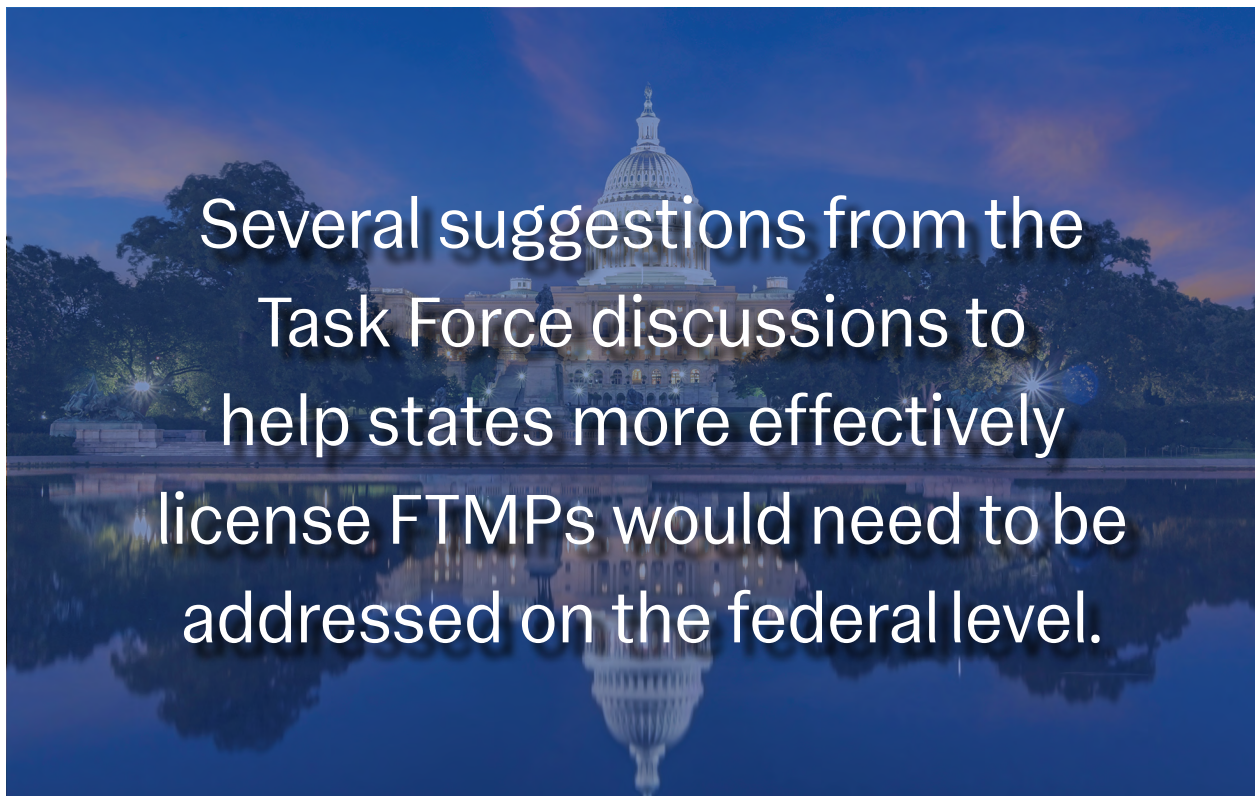 Several suggestions from the
Task Force discussions to
help states more effectively
license FTMPs would need to be
addressed on the federal level.